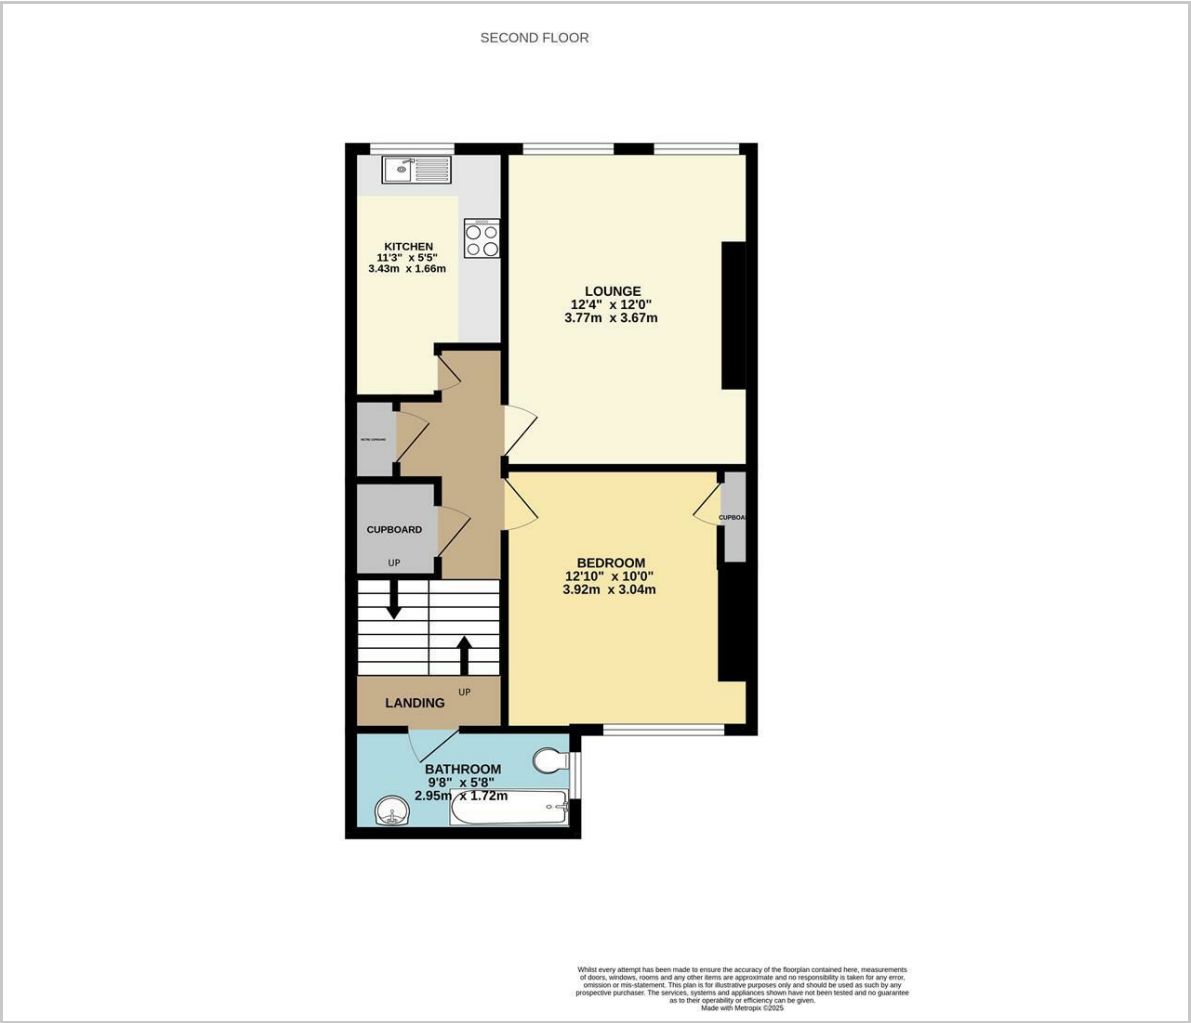 SECOND FLOOR
KITCHEN
11'3" x 5'5"
3.43m x 1.66m
LOUNGE
12'4" x 12'0"
3.77m x 3.67m
CUPBOARD
UP
CUPBOA
BEDROOM
12'10" x 10'0"
3.92m x 3.04m
UP
LANDING
BATHROOM
9'8" x 5'8"
2.95m x 1.72m
Whilst every attempt has been made to ensure the accuracy of the floorplan contained here, measurements
of doors, windows, rooms and any other items are approximate and no responsibility is taken for any error,
omission or mis-statement. This plan is for illustrative purposes only and should be used as such by any
prospective purchaser. The services, systems and appliances shown have not been tested and no guarantee
as to their operability or efficiency can be given.
Made with Metropix ©2025